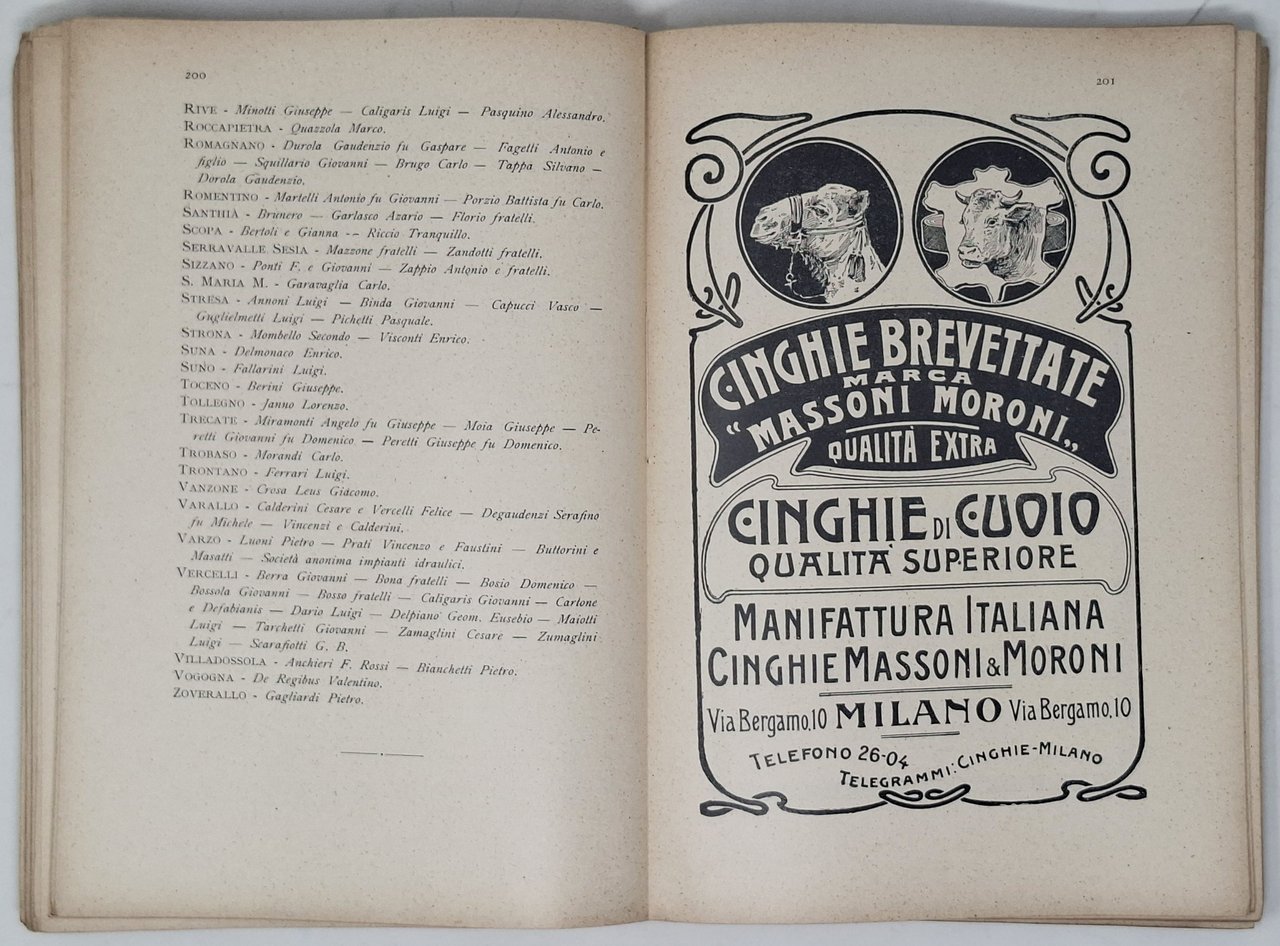 200
RIVE - Minotti Giuseppe — Caligaris Luigi — Pasquino Alessandro.
ROCCAPIETRA - Quazzola Marco.
ROMAGNANO - Durola Gaudenzio fu Gaspare — Fagetti Antonio e
figlio — Squillario Giovanni — Brugo Carlo — Tappa Silvano —
Dorola Gaudenzio.
ROMENTINO - Martelli Antonio fu Giovanni — Porzio Battista fu Carlo.
SANTHIÀ - Brunero — Garlasco Azario — Florio fratelli.
SCOPA - Bertoli e Gianna -- Riccio Tranquillo.
SERRAVALLE SESIA - Mazzone fratelli — Zandotti fratelli.
SIZZANO - Ponti F. e Giovanni — Zappio Antonio e fratelli.
S. MARIA M. - Garavaglia Carlo.
STRESA - Annoni Luigi — Binda Giovanni — Capucci Vasco —
Guglielmetti Luigi — Pichetti Pasquale.
STRONA - Mombello Secondo — Visconti Enrico.
SUNA - Delmonaco Enrico.
SUNO - Fallarini Luigi.
TOCENO - Berini Giuseppe.
TOLLEGNO - Janno Lorenzo.
TRECATE - Miramonti Angelo fu Giuseppe — Moia Giuseppe — Pe-
retti Giovanni fu Domenico — Peretti Giuseppe fu Domenico.
TROBASO - Morandi Carlo.
TRONTANO - Ferrari Luigi.
VANZONE - Crosa Leus Giacomo.
VARALLO - Calderini Cesare e Vercelli Felice — Degaudenzi Serafino
fu Michele — Vincenzi e Calderini.
VARZO - Luoni Pietro — Prati Vincenzo e Faustini — Buttorini e
Masatti — Società anonima impianti idraulici.
VERCELLI - Berra Giovanni — Bona fratelli — Bosio Domenico —
Bossola Giovanni — Bosso fratelli — Caligaris Giovanni — Carlone
e Defabianis — Dario Luigi — Delpiano Geom. Eusebio — Maiotti
Luigi — Tarchetti Giovanni — Zamaglini Cesare — Zumaglini
Luigi — Scarafiotti G. B.
VILLADOSSOLA - Anchieri F. Rossi — Bianchetti Pietro.
VOGOGNA - De Regibus Valentino.
ZOVERALLO - Gagliardi Pietro.
201
CINGHIE BREVETTATE
MARCA
"MASSONI MORONI„
QUALITÀ EXTRA
CINGHIE DI CUOIO
QUALITA' SUPERIORE
MANIFATTURA ITALIANA
CINGHIE MASSONI & MORONI
Via Bergamo, 10 MILANO Via Bergamo, 10
TELEFONO 26-04
TELEGRAMMI: CINGHIE-MILANO